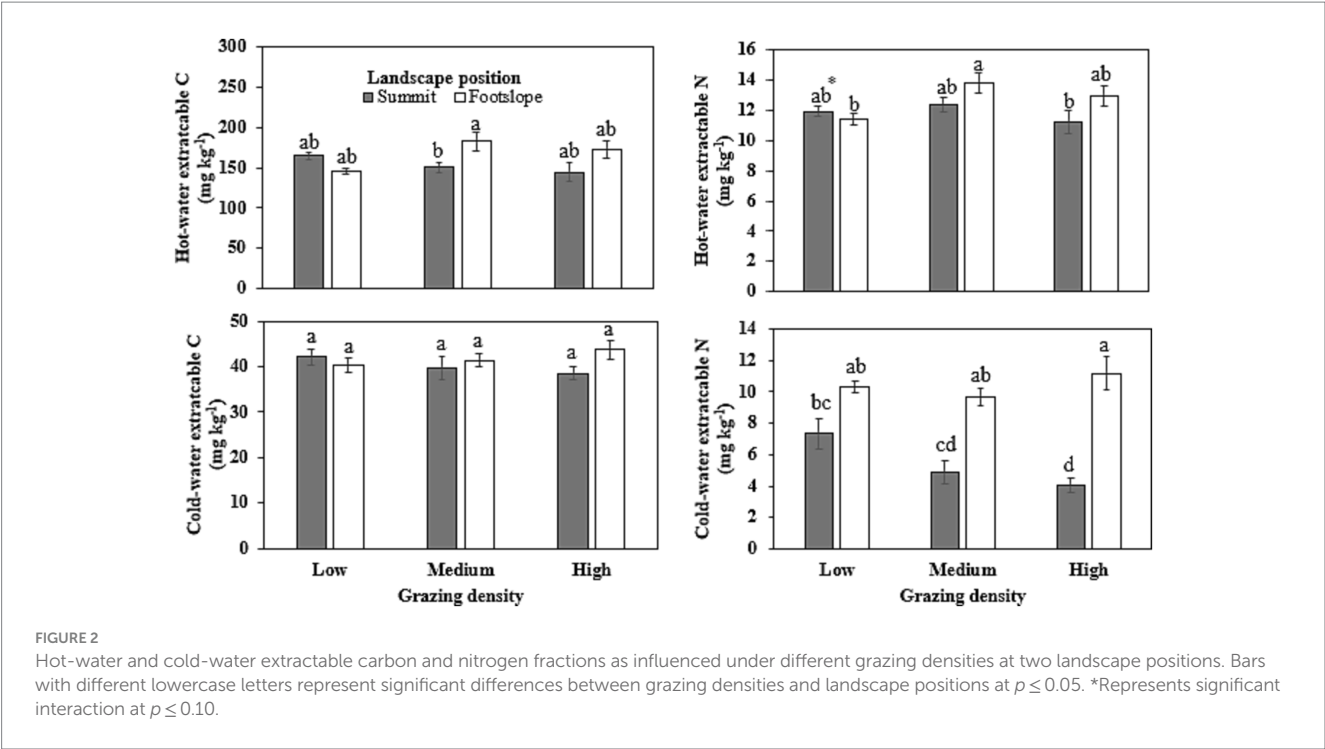 300
250
200
150
100
50
0
Hot-water extratcable C
(mg kg-1)
Landscape position
Summit Footslope
ab
ab
b
a
ab
ab
16
14
12
10
8
6
4
2
0
Hot-water extractable N
(mg kg-1)
ab*
b
ab
a
b
ab
50
40
30
20
10
0
Cold-water extratcable C
(mg kg-1)
a
a
a
a
a
a
Low Medium High
Grazing density
14
12
10
8
6
4
2
0
Cold-water extratcable N
(mg kg-1)
bc
ab
cd
ab
d
a
Low Medium High
Grazing density
FIGURE 2
Hot-water and cold-water extractable carbon and nitrogen fractions as influenced under different grazing densities at two landscape positions. Bars
with different lowercase letters represent significant differences between grazing densities and landscape positions at p ≤ 0.05. *Represents significant
interaction at p ≤ 0.10.